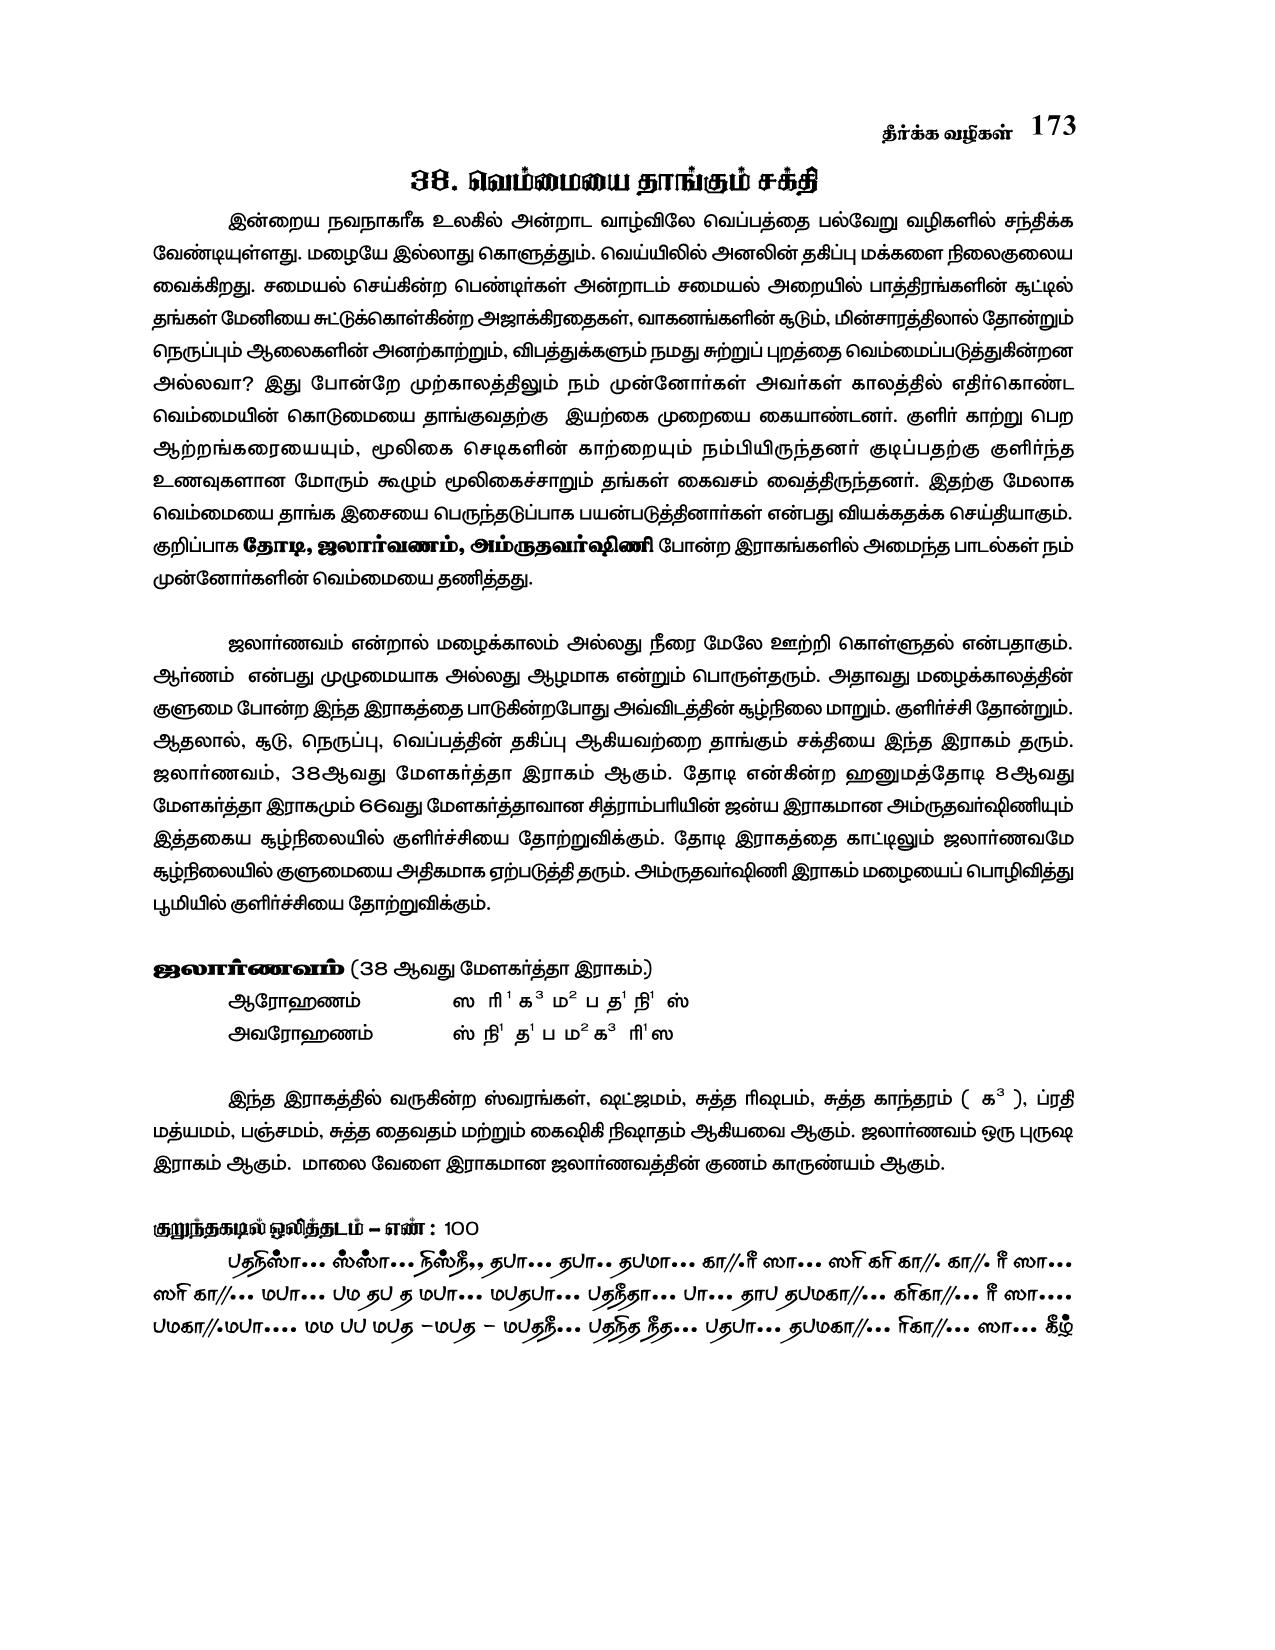 தீர்க்க வழிகள் 173
38. வெம்மையை தாங்கும் சக்தி
இன்றைய நவநாகரீக உலகில் அன்றாட வாழ்விலே வெப்பத்தை பல்வேறு வழிகளில் சந்திக்க
வேண்டியுள்ளது. மழையே இல்லாது கொளுத்தும். வெய்யிலில் அனலின் தகிப்பு மக்களை நிலைகுலைய
வைக்கிறது. சமையல் செய்கின்ற பெண்டிர்கள் அன்றாடம் சமையல் அறையில் பாத்திரங்களின் சூட்டில்
தங்கள் மேனியை சுட்டுக்கொள்கின்ற அஜாக்கிரதைகள், வாகனங்களின் சூடும், மின்சாரத்திலால் தோன்றும்
நெருப்பும் ஆலைகளின் அனற்காற்றும், விபத்துக்களும் நமது சுற்றுப் புறத்தை வெம்மைப்படுத்துகின்றன
அல்லவா? இது போன்றே முற்காலத்திலும் நம் முன்னோர்கள் அவர்கள் காலத்தில் எதிர்கொண்ட
வெம்மையின் கொடுமையை தாங்குவதற்கு இயற்கை முறையை கையாண்டனர். குளிர் காற்று பெற
ஆற்றங்கரையையும், மூலிகை செடிகளின் காற்றையும் நம்பியிருந்தனர் குடிப்பதற்கு குளிர்ந்த
உணவுகளான மோரும் கூழும் மூலிகைச்சாறும் தங்கள் கைவசம் வைத்திருந்தனர். இதற்கு மேலாக
வெம்மையை தாங்க இசையை பெருந்தடுப்பாக பயன்படுத்தினார்கள் என்பது வியக்கதக்க செய்தியாகும்.
குறிப்பாக தோடி, ஜலார்வணம், அம்ருதவர்ஷிணி போன்ற இராகங்களில் அமைந்த பாடல்கள் நம்
முன்னோர்களின் வெம்மையை தணித்தது.
ஜலார்ணவம் என்றால் மழைக்காலம் அல்லது நீரை மேலே ஊற்றி கொள்ளுதல் என்பதாகும்.
ஆர்ணம் என்பது முழுமையாக அல்லது ஆழமாக என்றும் பொருள்தரும். அதாவது மழைக்காலத்தின்
குளுமை போன்ற இந்த இராகத்தை பாடுகின்றபோது அவ்விடத்தின் சூழ்நிலை மாறும். குளிர்ச்சி தோன்றும்.
ஆதலால், சூடு, நெருப்பு, வெப்பத்தின் தகிப்பு ஆகியவற்றை தாங்கும் சக்தியை இந்த இராகம் தரும்.
ஜலார்ணவம், 38ஆவது மேளகர்த்தா இராகம் ஆகும். தோடி என்கின்ற ஹனுமத்தோடி 8ஆவது
மேளகர்த்தா இராகமும் 66வது மேளகர்த்தாவான சித்ராம்பரியின் ஜன்ய இராகமான அம்ருதவர்ஷிணியும்
இத்தகைய சூழ்நிலையில் குளிர்ச்சியை தோற்றுவிக்கும். தோடி இராகத்தை காட்டிலும் ஜலார்ணவமே
சூழ்நிலையில் குளுமையை அதிகமாக ஏற்படுத்தி தரும். அம்ருதவர்ஷிணி இராகம் மழையைப் பொழிவித்து
பூமியில் குளிர்ச்சியை தோற்றுவிக்கும்.
ஜலார்ணவம் (38 ஆவது மேளகர்த்தா இராகம்.)
ஆரோஹணம் ஸ ரி¹ க³ ம² ப த¹ நி¹ ஸ்
அவரோஹணம் ஸ் நி¹ த¹ ப ம² க³ ரி¹ ஸ
இந்த இராகத்தில் வருகின்ற ஸ்வரங்கள், ஷட்ஜமம், சுத்த ரிஷபம், சுத்த காந்தரம் ( க³ ), ப்ரதி
மத்யமம், பஞ்சமம், சுத்த தைவதம் மற்றும் கைஷிகி நிஷாதம் ஆகியவை ஆகும். ஜலார்ணவம் ஒரு புருஷ
இராகம் ஆகும். மாலை வேளை இராகமான ஜலார்ணவத்தின் குணம் காருண்யம் ஆகும்.
குறுந்தகடில் ஒலித்தடம் – எண் : 100
பதநிஸ்ா... ஸ்ஸ்ா... நிஸ்நீ,, தபா... தபா.. தபமா... கா//.ரீ ஸா... ஸரி கரி கா//. கா//. ரீ ஸா...
ஸரி கா//... மபா... பம தப த மபா... மபதபா... பதநீதா... பா... தாப தபமகா//... கரிகா//... ரீ ஸா....
பமகா//.மபா.... மம பப மபத –மபத – மபதநீ... பதநித நீத... பதபா... தபமகா//... ரிகா//... ஸா... கீழ்